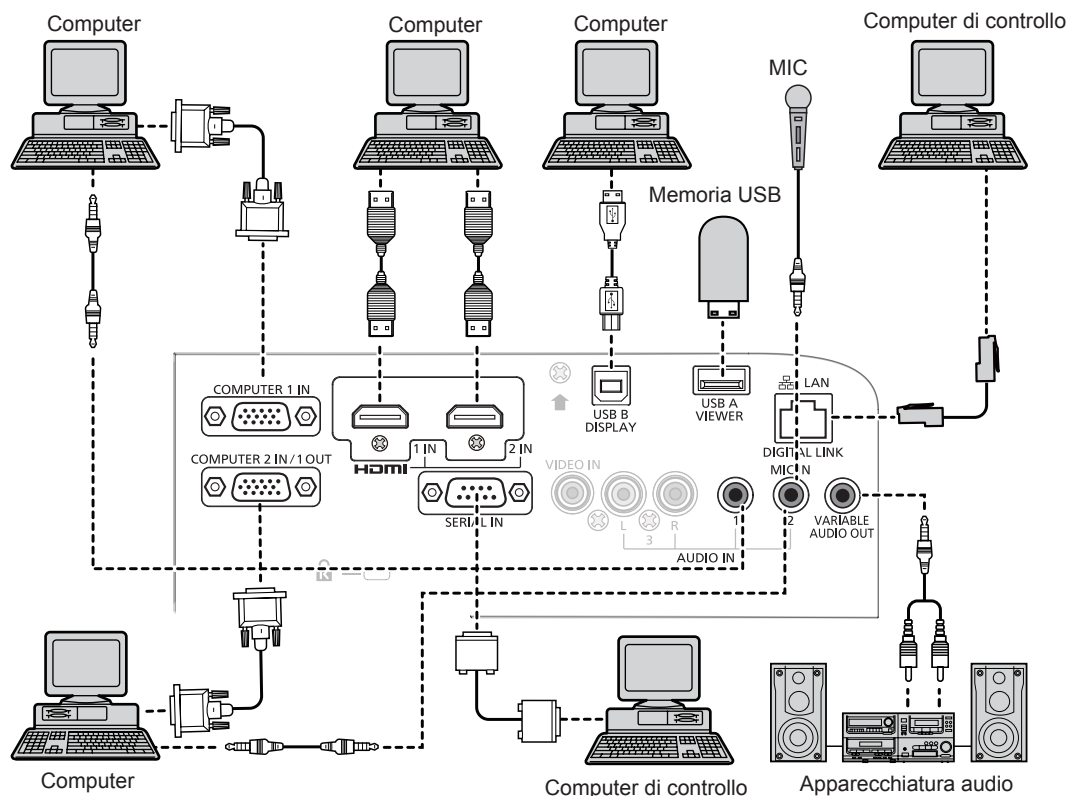 Computer
Computer
Computer
Computer di controllo
MIC
Memoria USB
COMPUTER 1 IN
COMPUTER 2 IN / 1 OUT
HDMI
1 IN
2 IN
SERIAL IN
USB B
DISPLAY
USB A
VIEWER
LAN
DIGITAL LINK
VIDEO IN
L
R
3
MIC IN
1
2
AUDIO IN
VARIABLE
AUDIO OUT
Computer
Computer di controllo
Apparecchiatura audio